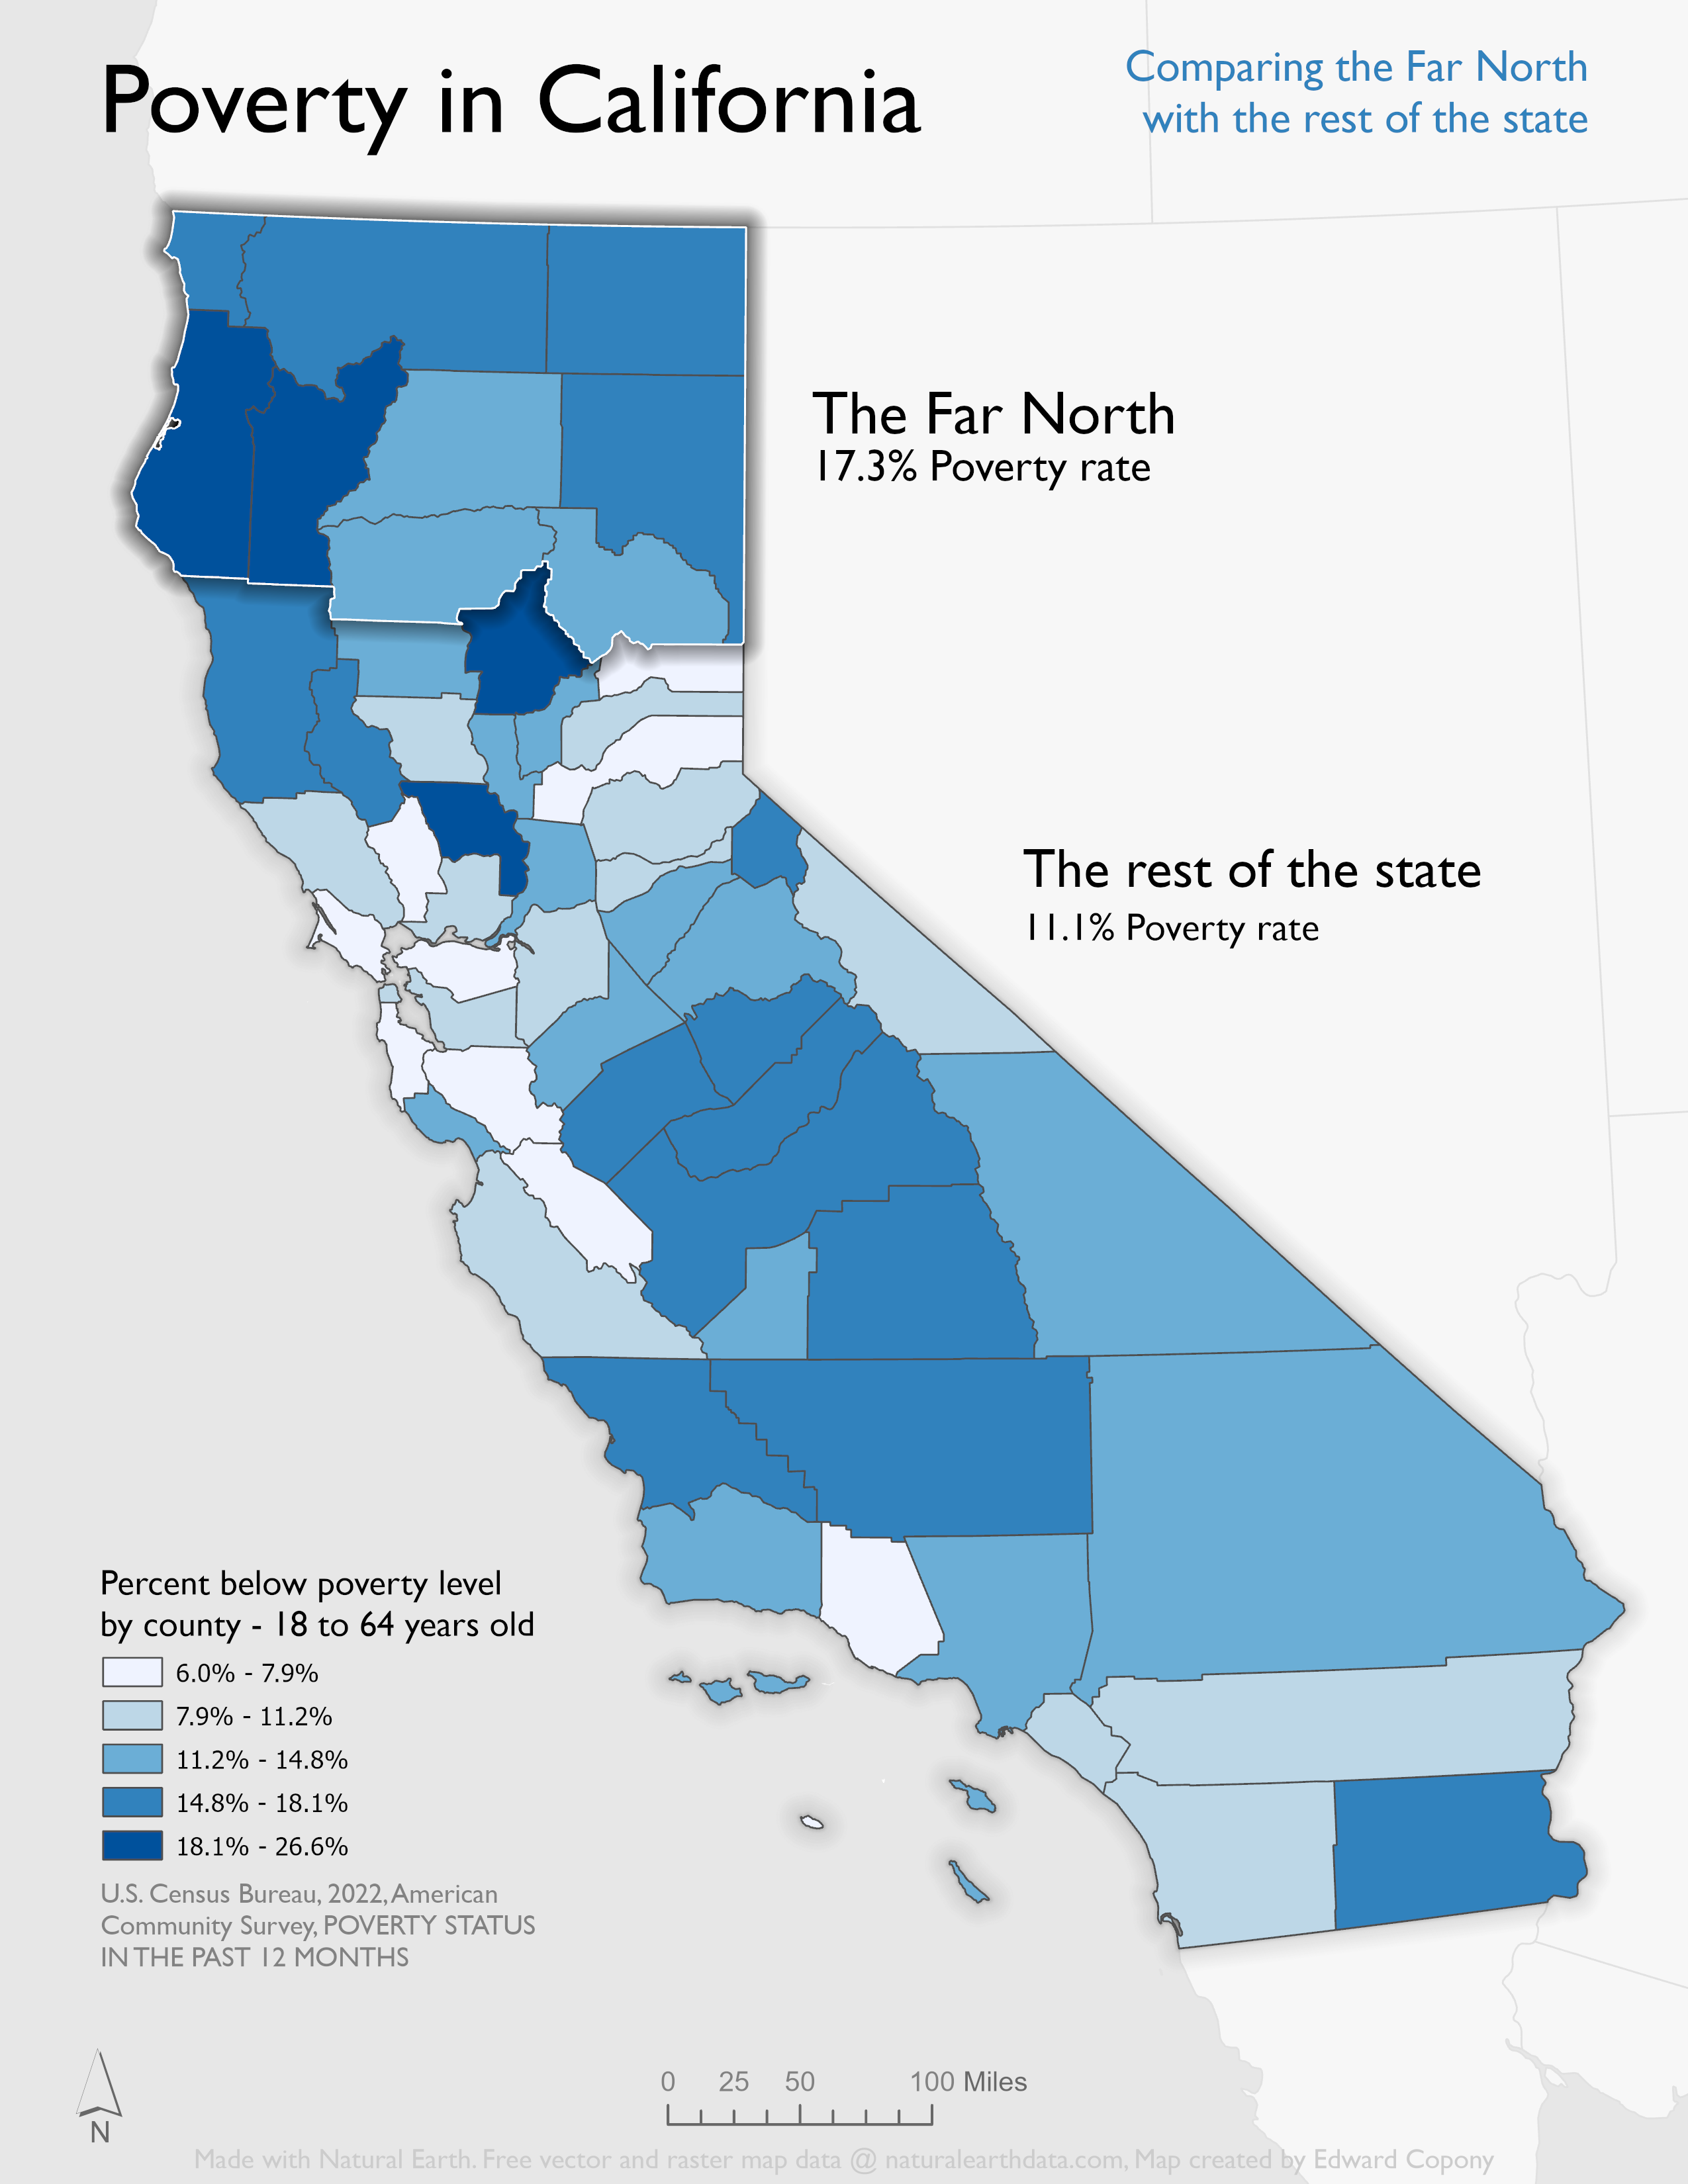 Poverty in California
Comparing the Far North
with the rest of the state
The Far North
17.3% Poverty rate
The rest of the state
11.1% Poverty rate
Percent below poverty level
by county - 18 to 64 years old
6.0% - 7.9%
7.9% - 11.2%
11.2% - 14.8%
14.8% - 18.1%
18.1% - 26.6%
U.S. Census Bureau, 2022, American
Community Survey, POVERTY STATUS
IN THE PAST 12 MONTHS
N
0 25 50 100 Miles
Made with Natural Earth. Free vector and raster map data @ naturalearthdata.com, Map created by Edward Copony